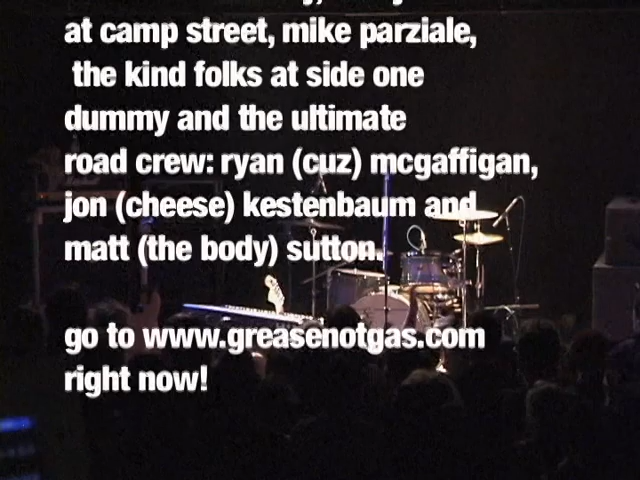 at camp street, mike parziale,
the kind folks at side one
dummy and the ultimate
road crew: ryan (cuz) mcgaffigan,
jon (cheese) kestenbaum and
matt (the body) sutton.
go to www.greasenotgas.com
right now!